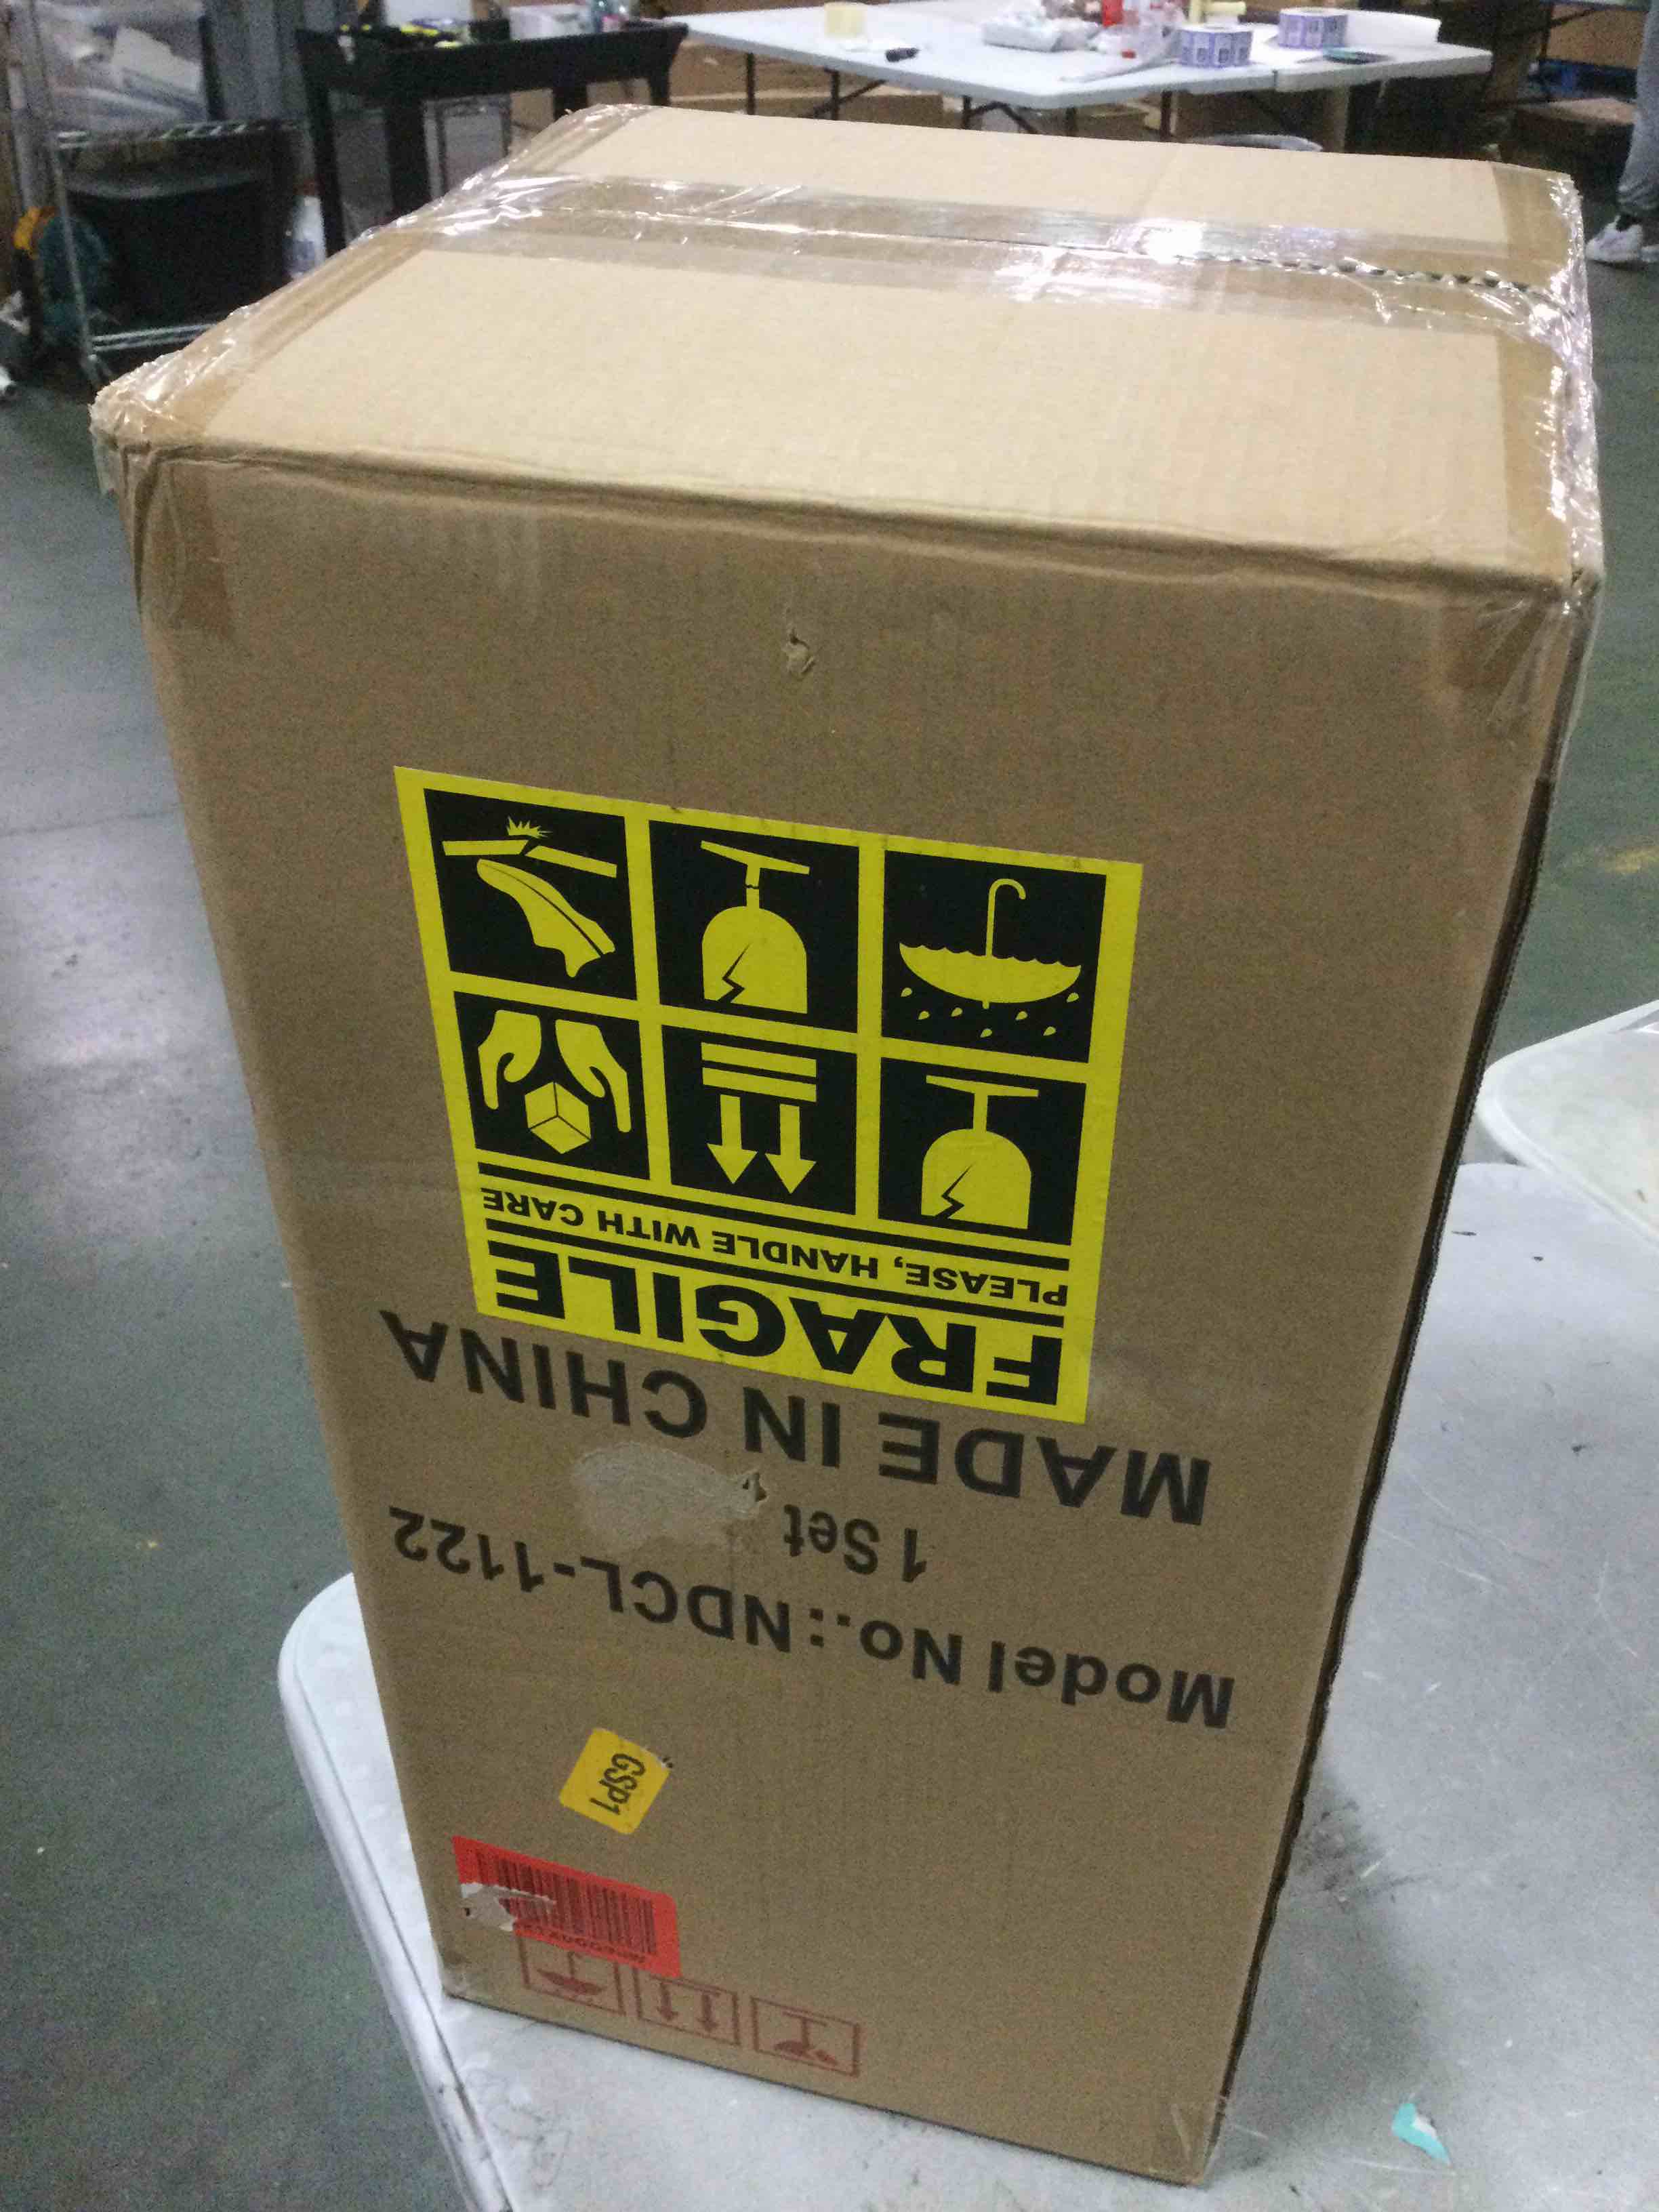 GSP1
Model No.:: NDCL-1122
1 Set
MADE IN CHINA
FRAGILE
PLEASE, HANDLE WITH CARE